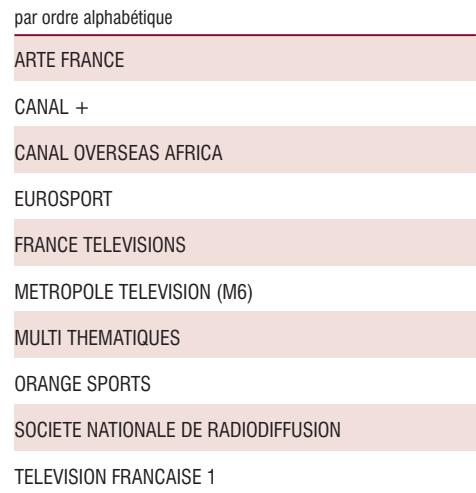 par ordre alphabétique
ARTE FRANCE
CANAL +
CANAL OVERSEAS AFRICA
EUROSPORT
FRANCE TELEVISIONS
METROPOLE TELEVISION (M6)
MULTI THEMATIQUES
ORANGE SPORTS
SOCIETE NATIONALE DE RADIODIFFUSION
TELEVISION FRANCAISE 1